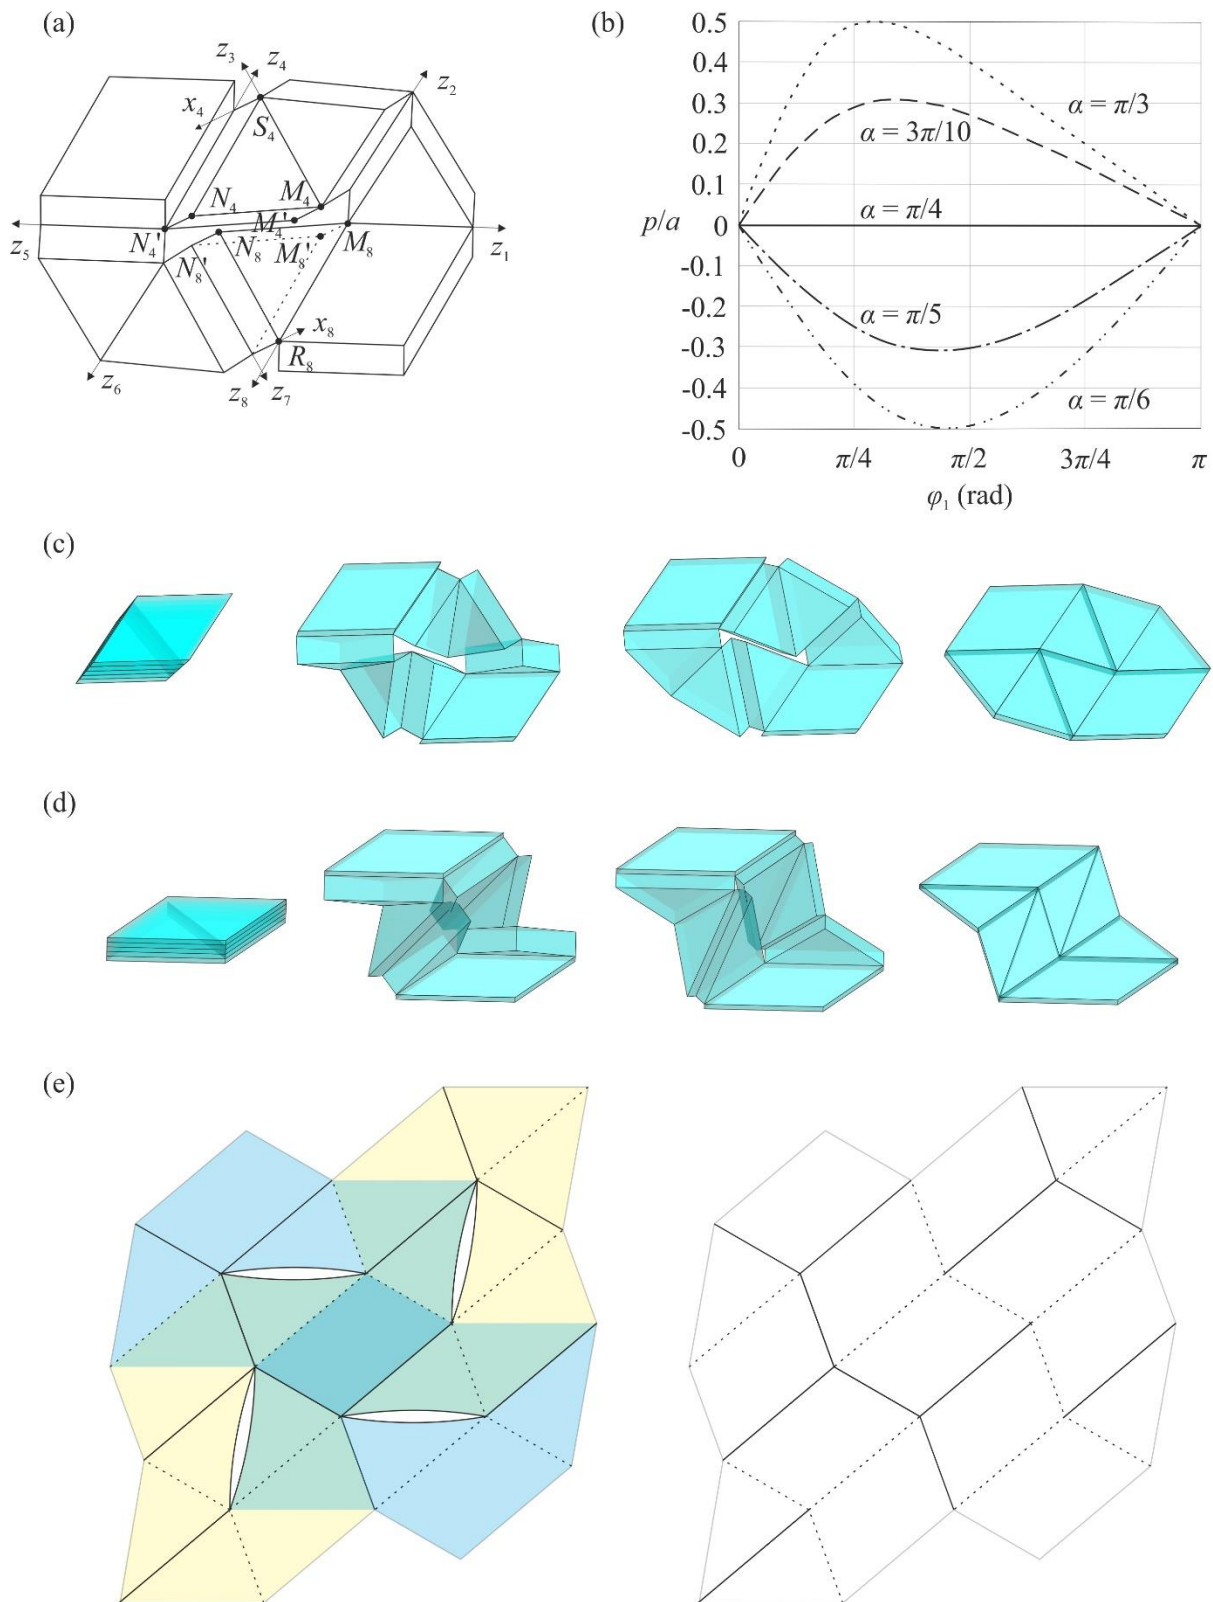 (a)
z₃
z₄
z₂
x₄
S₄
N₄
M₄
M₄'
z₅
N₄'
N₈
M₈'
M₈
z₁
N₈'
x₈
R₈
z₆
z₈
z₇
(b)
0.5
0.4
0.3
0.2
0.1
0
-0.1
-0.2
-0.3
-0.4
-0.5
p/a
α = π/3
α = 3π/10
α = π/4
α = π/5
α = π/6
0 π/4 π/2 3π/4 π
φ₁ (rad)
(c)
(d)
(e)